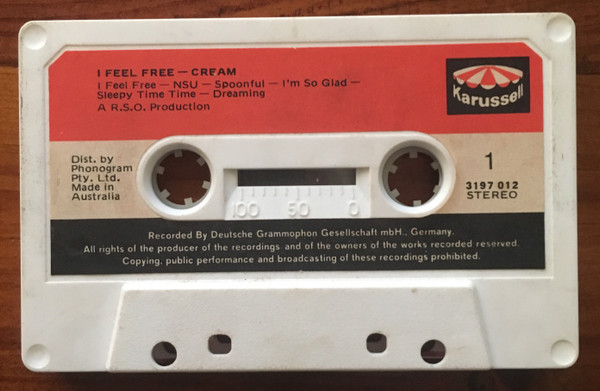 I FEEL FREE — CREAM
I Feel Free — NSU — Spoonful — I'm So Glad —
Sleepy Time Time — Dreaming
A R.S.O. Production
Karussell
Dist. by
Phonogram
Pty. Ltd.
Made in
Australia
100 50 0
1
3197 012
STEREO
Recorded By Deutsche Grammophon Gesellschaft mbH., Germany.
All rights of the producer of the recordings and of the owners of the works recorded reserved.
Copying, public performance and broadcasting of these recordings prohibited.